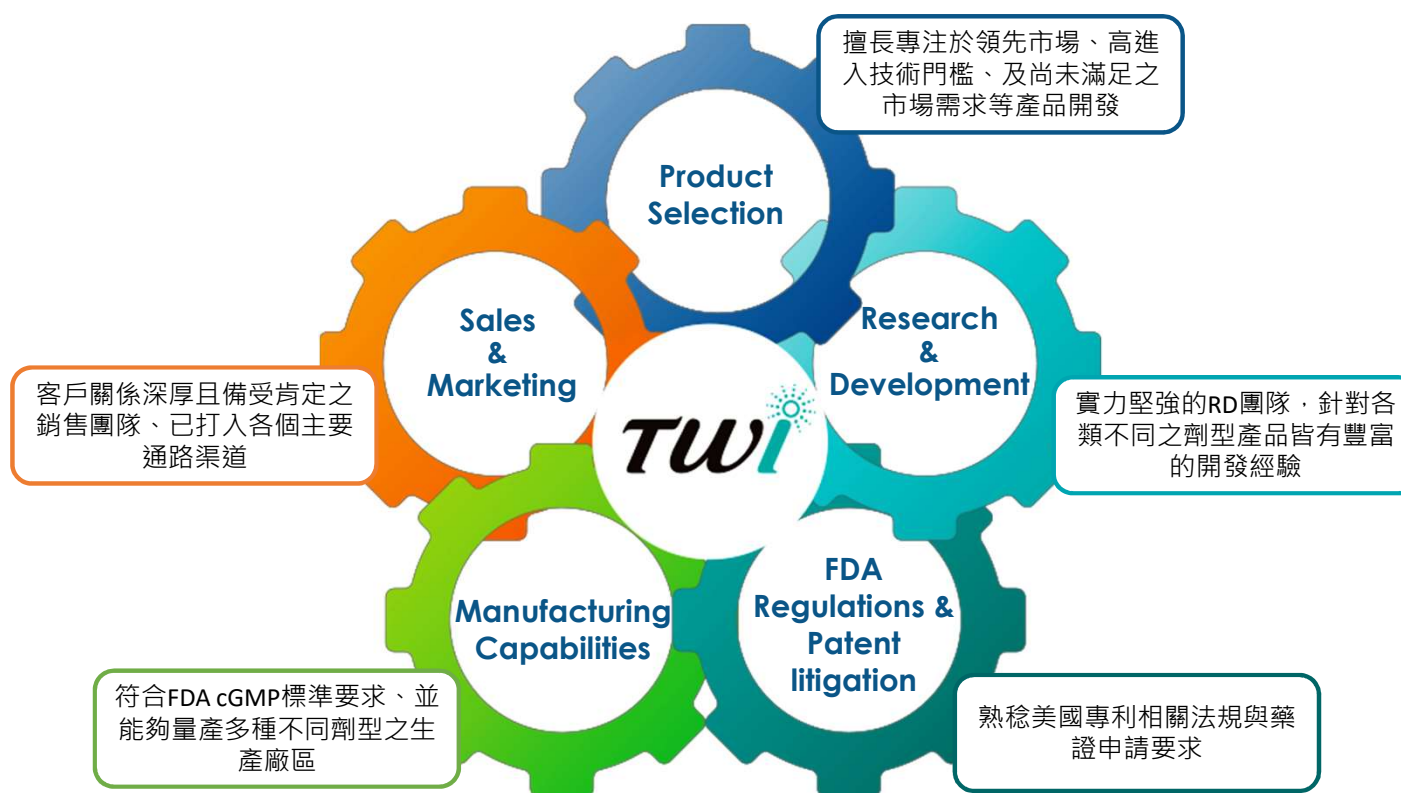 擅長專注於領先市場、高進
入技術門檻、及尚未滿足之
市場需求等產品開發
Product
Selection
Sales
&
Marketing
Research
&
Development
客戶關係深厚且備受肯定之
銷售團隊、已打入各個主要
通路渠道
TWi
實力堅強的RD團隊，針對各
類不同之劑型產品皆有豐富
的開發經驗
Manufacturing
Capabilities
FDA
Regulations &
Patent
litigation
符合FDA cGMP標準要求、並
能夠量產多種不同劑型之生
產廠區
熟稔美國專利相關法規與藥
證申請要求